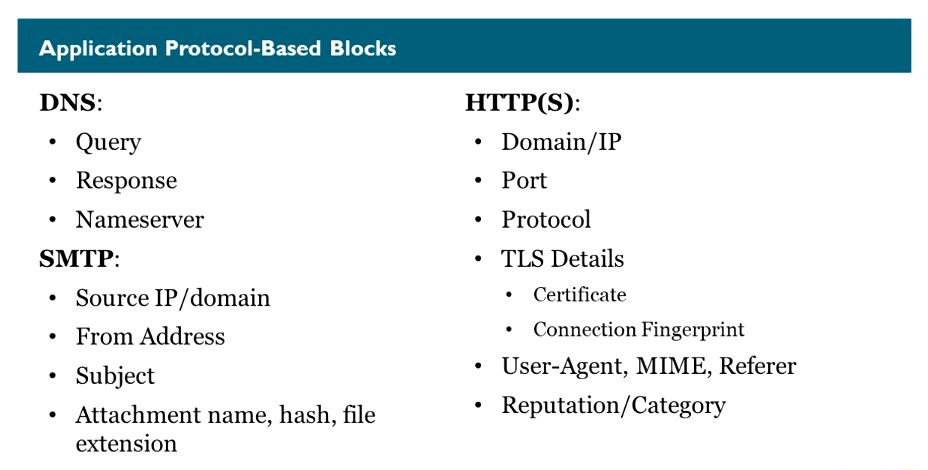 Application Protocol-Based Blocks
DNS:
• Query
• Response
• Nameserver
SMTP:
• Source IP/domain
• From Address
• Subject
• Attachment name, hash, file
extension
HTTP(S):
• Domain/IP
• Port
• Protocol
• TLS Details
• Certificate
• Connection Fingerprint
• User-Agent, MIME, Referer
• Reputation/Category